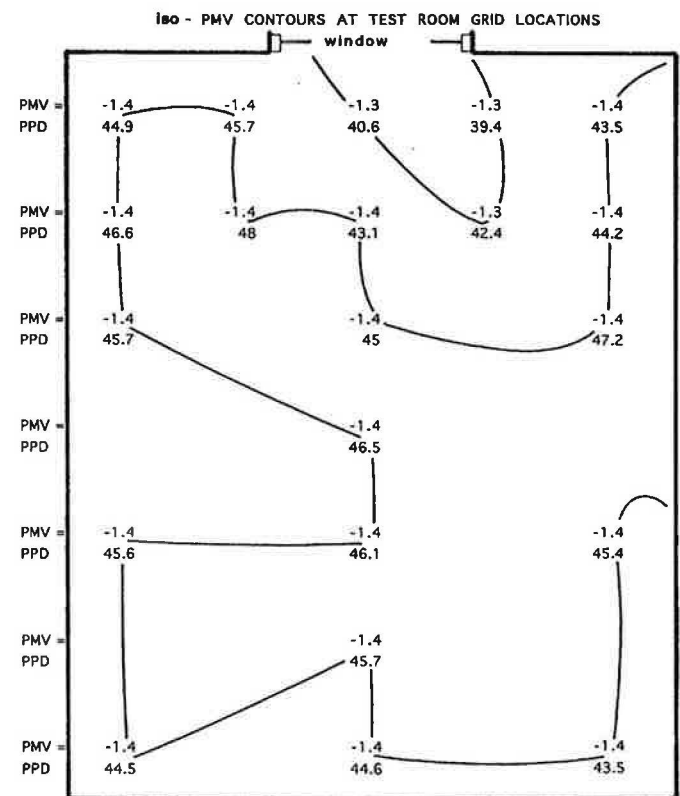 iso - PMV CONTOURS AT TEST ROOM GRID LOCATIONS
window
PMV = -1.4 -1.4 -1.3 -1.3 -1.4
PPD 44.9 45.7 40.6 39.4 43.5
PMV = -1.4 -1.4 -1.4 -1.3 -1.4
PPD 46.6 48 43.1 42.4 44.2
PMV = -1.4 -1.4 -1.4
PPD 45.7 45 47.2
PMV = -1.4
PPD 46.5
PMV = -1.4 -1.4 -1.4
PPD 45.6 46.1 45.4
PMV = -1.4
PPD 45.7
PMV = -1.4 -1.4 -1.4
PPD 44.5 44.6 43.5